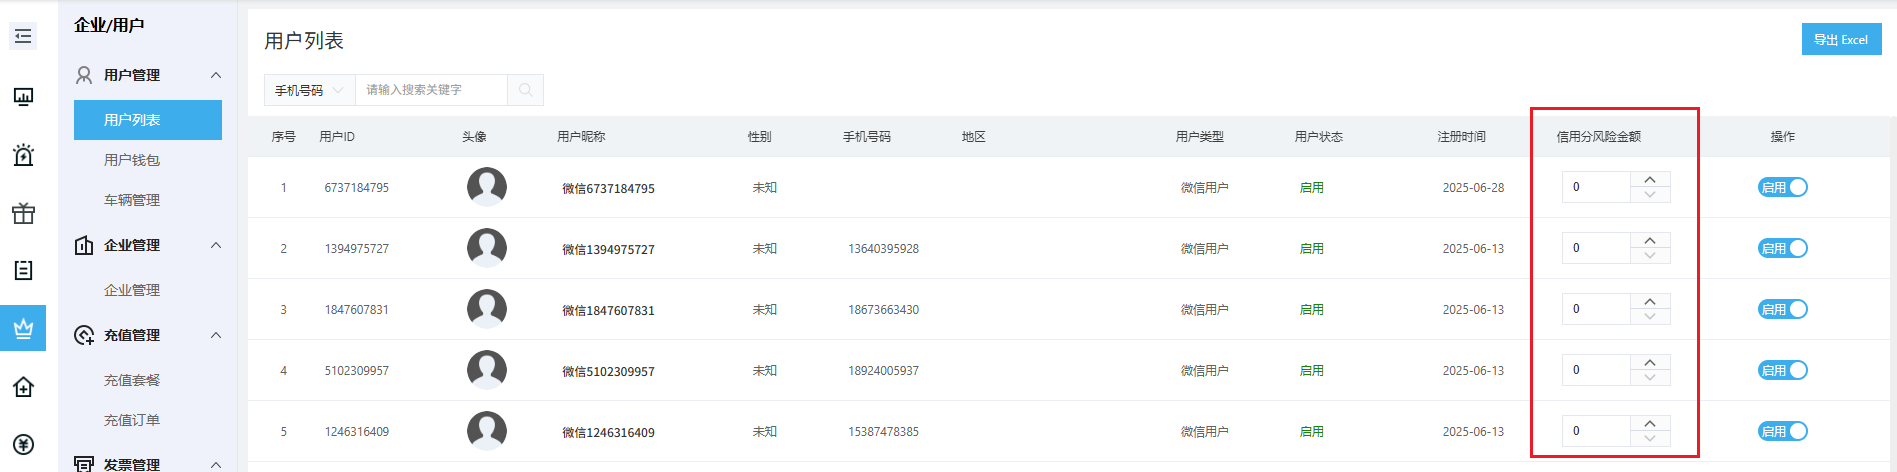 企业/用户
用户管理
用户列表
用户钱包
车辆管理
企业管理
企业管理
充值管理
充值套餐
充值订单
发票管理
用户列表
导出 Excel
手机号码 请输入搜索关键字
序号 用户ID 头像 用户昵称 性别 手机号码 地区 用户类型 用户状态 注册时间 信用分风险金额 操作
1 6737184795 微信6737184795 未知 微信用户 启用 2025-06-28 0 启用
2 1394975727 微信1394975727 未知 13640395928 微信用户 启用 2025-06-13 0 启用
3 1847607831 微信1847607831 未知 18673663430 微信用户 启用 2025-06-13 0 启用
4 5102309957 微信5102309957 未知 18924005937 微信用户 启用 2025-06-13 0 启用
5 1246316409 微信1246316409 未知 15387478385 微信用户 启用 2025-06-13 0 启用